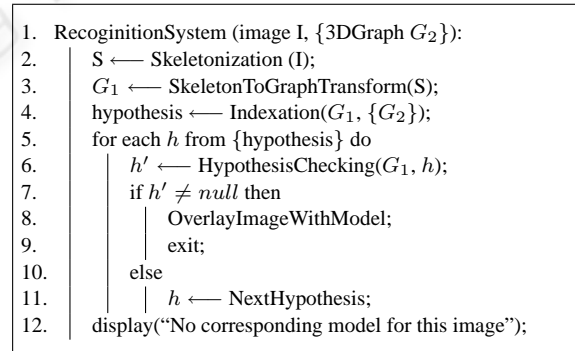 1. RecoginitionSystem (image I, {3DGraph G₂}):
2. S ⟵ Skeletonization (I);
3. G₁ ⟵ SkeletonToGraphTransform(S);
4. hypothesis ⟵ Indexation(G₁, {G₂});
5. for each h from {hypothesis} do
6. h′ ⟵ HypothesisChecking(G₁, h);
7. if h′ ≠ null then
8. OverlayImageWithModel;
9. exit;
10. else
11. h ⟵ NextHypothesis;
12. display(“No corresponding model for this image”);